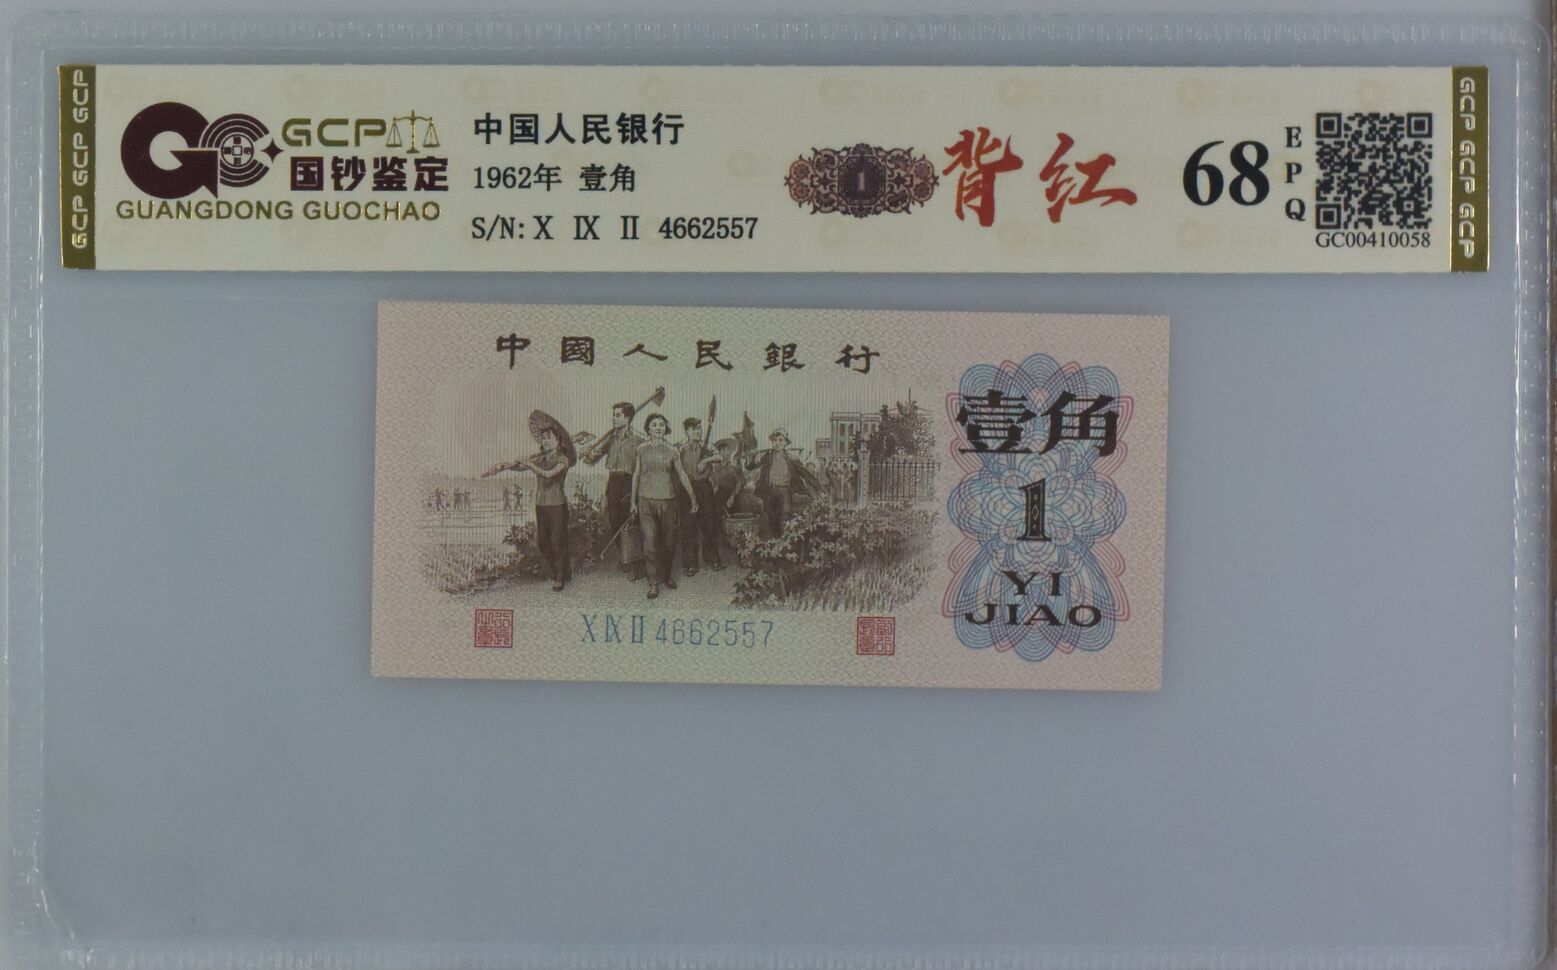 GCP GCP GCP
GCP
国钞鉴定
GUANGDONG GUOCHAO
中国人民银行
1962年 壹角
S/N: X IX II 4662557
1
背红
68
EPQ
GC00410058
GCP GCP GCP
中國人民銀行
壹角
1
YI
JIAO
X IX II 4662557